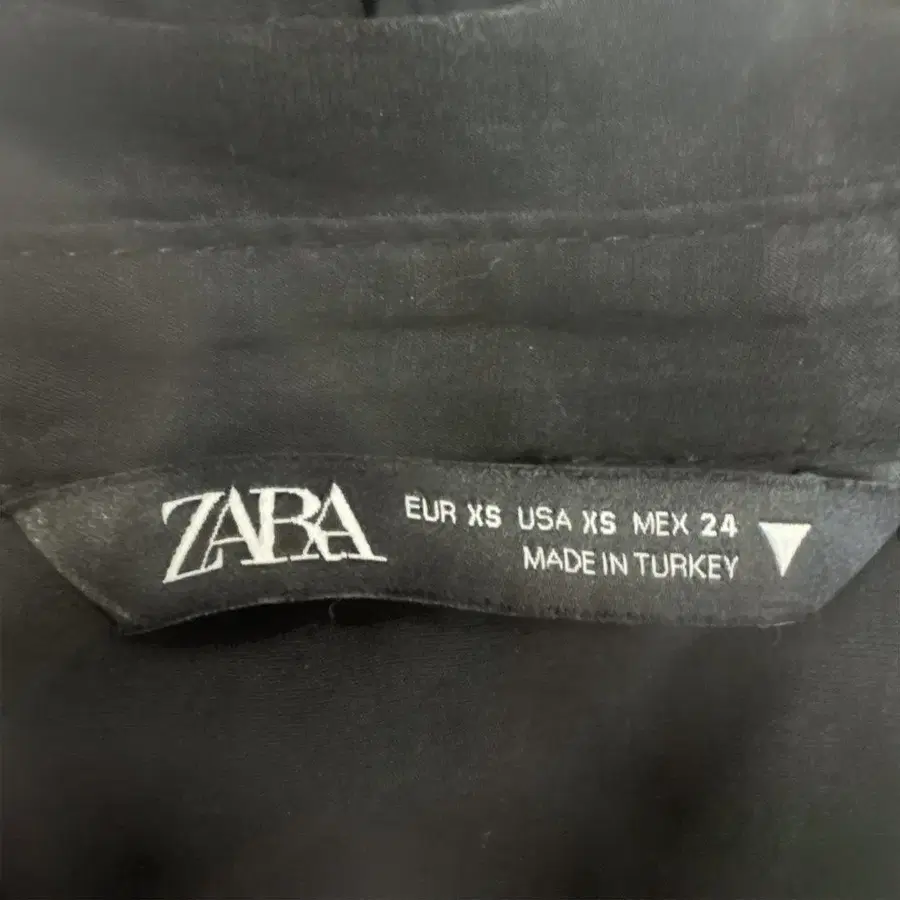 ZARA
EUR XS USA XS MEX 24
MADE IN TURKEY